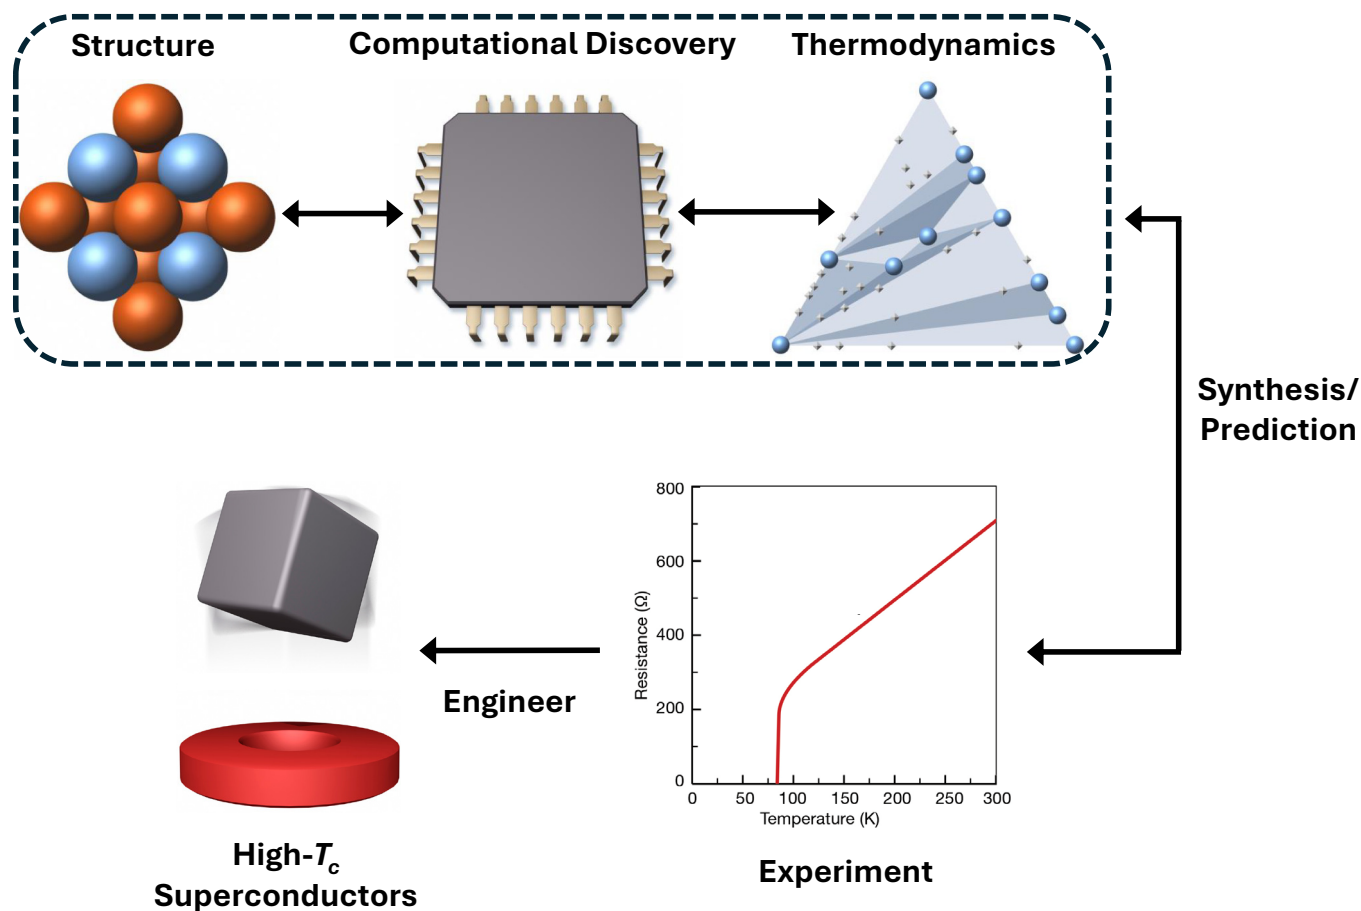 Structure
Computational Discovery
Thermodynamics
Synthesis/
Prediction
800
600
400
200
0
Resistance (Ω)
0 50 100 150 200 250 300
Temperature (K)
Experiment
Engineer
High-Tc
Superconductors